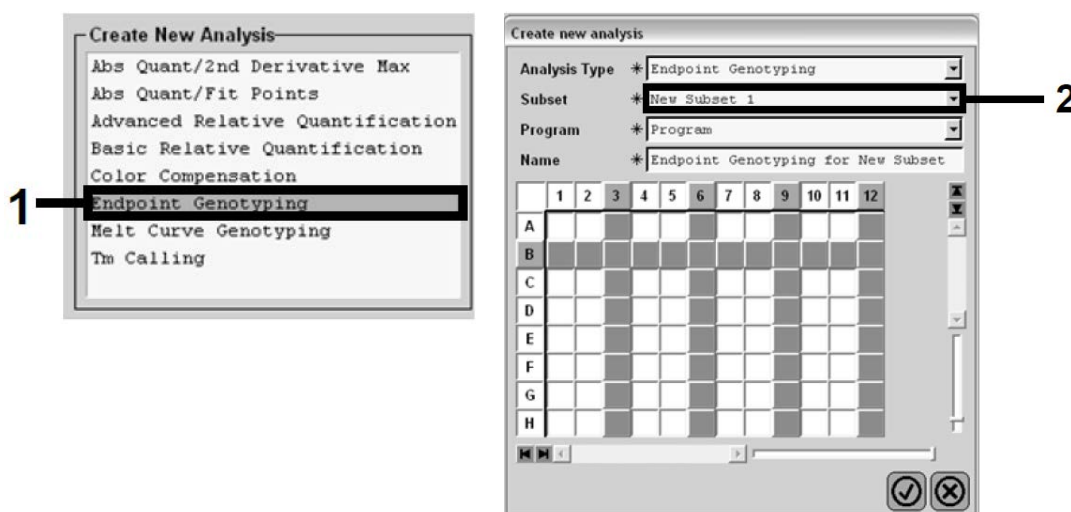 Create New Analysis
Abs Quant/2nd Derivative Max
Abs Quant/Fit Points
Advanced Relative Quantification
Basic Relative Quantification
Color Compensation
Endpoint Genotyping
Melt Curve Genotyping
Tm Calling
1
Create new analysis
Analysis Type * Endpoint Genotyping
Subset * New Subset 1
2
Program * Program
Name * Endpoint Genotyping for New Subset
1 2 3 4 5 6 7 8 9 10 11 12
A
B
C
D
E
F
G
H